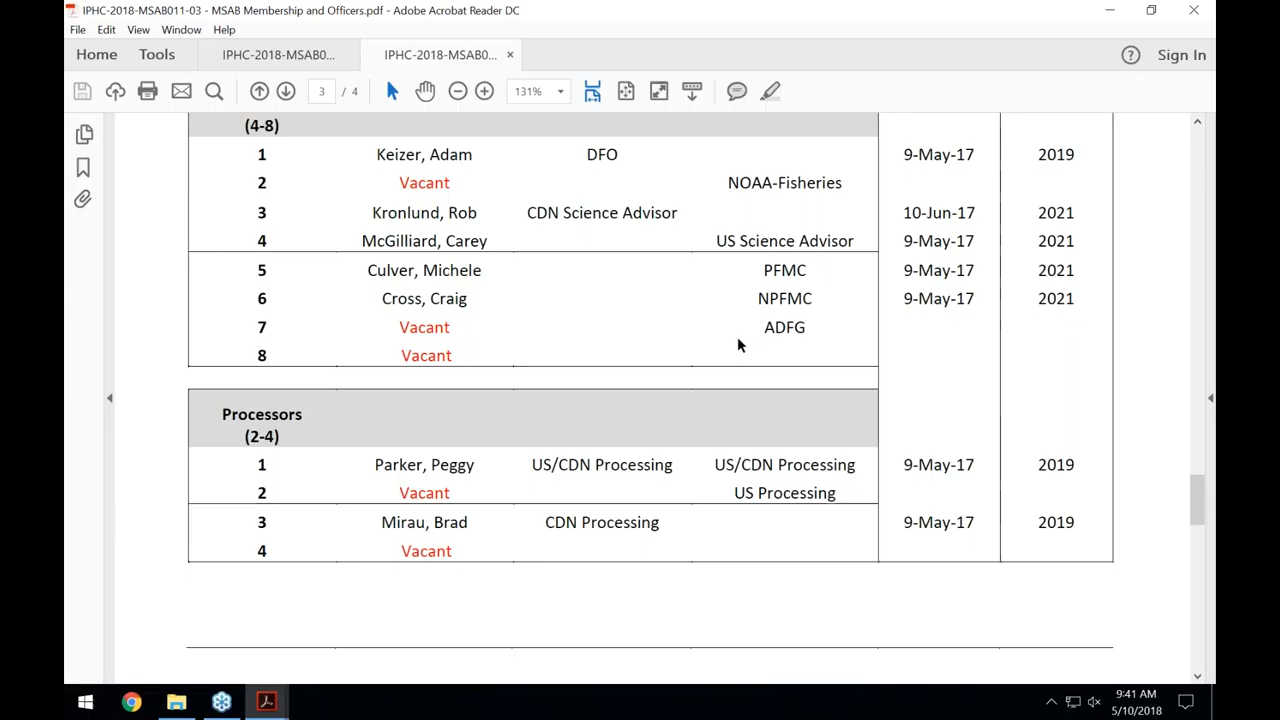 IPHC-2018-MSAB011-03 - MSAB Membership and Officers.pdf - Adobe Acrobat Reader DC
File Edit View Window Help
Home Tools IPHC-2018-MSAB0... IPHC-2018-MSAB0... × ? Sign In
3 / 4 131%
(4-8)
1 Keizer, Adam DFO 9-May-17 2019
2 Vacant NOAA-Fisheries
3 Kronlund, Rob CDN Science Advisor 10-Jun-17 2021
4 McGilliard, Carey US Science Advisor 9-May-17 2021
5 Culver, Michele PFMC 9-May-17 2021
6 Cross, Craig NPFMC 9-May-17 2021
7 Vacant ADFG
8 Vacant
Processors
(2-4)
1 Parker, Peggy US/CDN Processing US/CDN Processing 9-May-17 2019
2 Vacant US Processing
3 Mirau, Brad CDN Processing 9-May-17 2019
4 Vacant
9:41 AM
5/10/2018